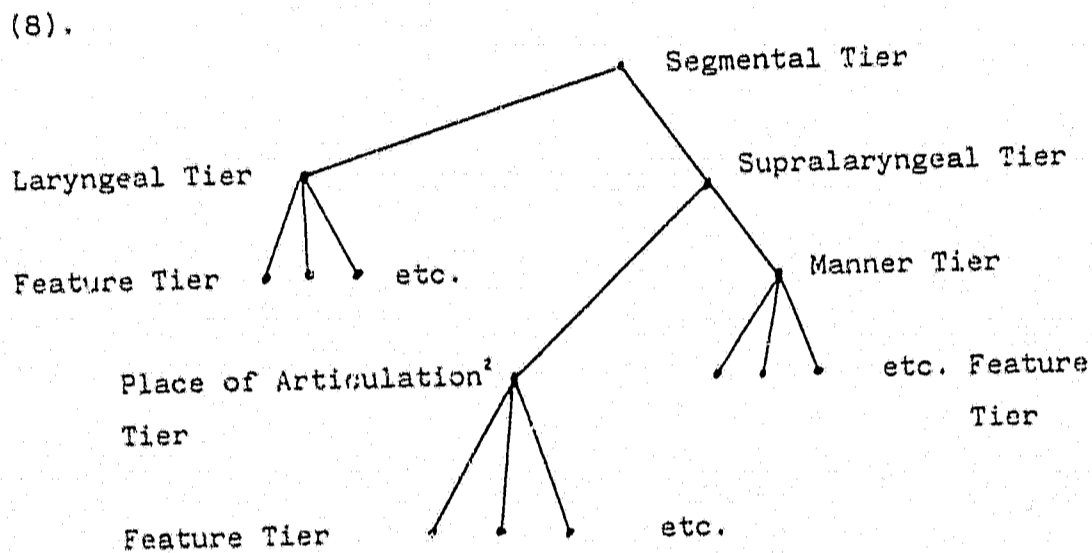 (8).
Segmental Tier
Laryngeal Tier
Supralaryngeal Tier
Feature Tier etc.
Manner Tier
Place of Articulation²
Tier
etc. Feature
Tier
Feature Tier etc.